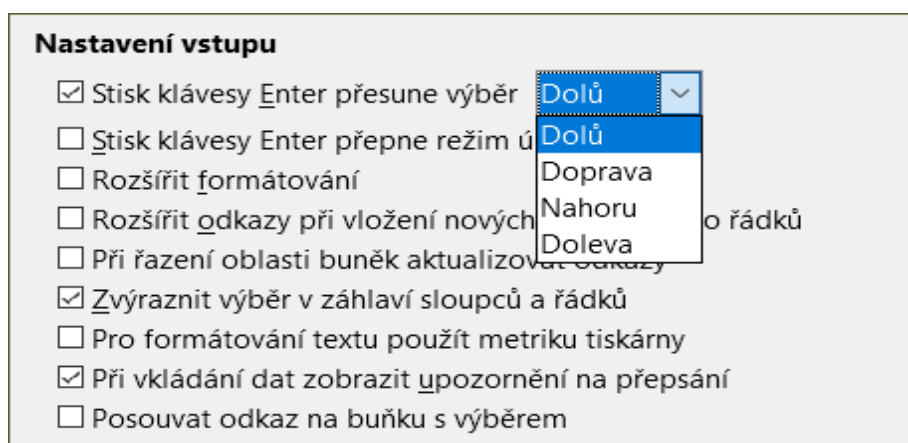 Nastavení vstupu
Stisk klávesy Enter přesune výběr Dolů
Stisk klávesy Enter přepne režim ú
Dolů
Rozšířit formátování
Doprava
Rozšířit odkazy při vložení nových o řádků
Nahoru
Při řazení oblasti buněk aktualizovat odkazy
Doleva
Zvýraznit výběr v záhlaví sloupců a řádků
Pro formátování textu použít metriku tiskárny
Při vkládání dat zobrazit upozornění na přepsání
Posouvat odkaz na buňku s výběrem